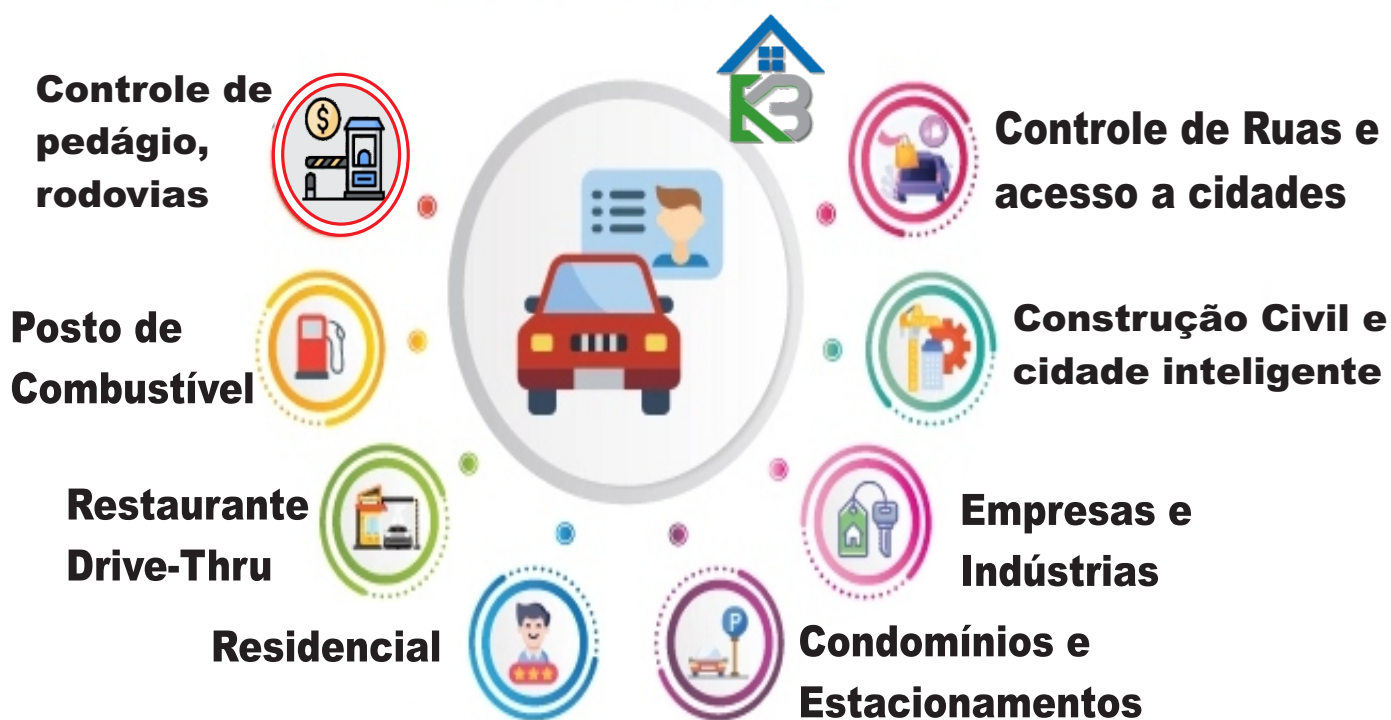 K3
Controle de
pedágio,
rodovias
$
Controle de Ruas e
acesso a cidades
Posto de
Combustível
Construção Civil e
cidade inteligente
Restaurante
Drive-Thru
Empresas e
Indústrias
Residencial
P
Condomínios e
Estacionamentos